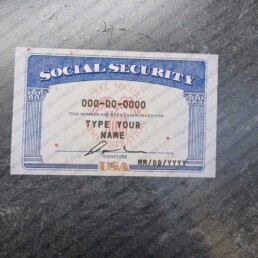 SOCIAL SECURITY
000-00-0000
THIS NUMBER HAS BEEN ESTABLISHED FOR
TYPE YOUR
NAME
SIGNATURE
MM/DD/YYYY
USA